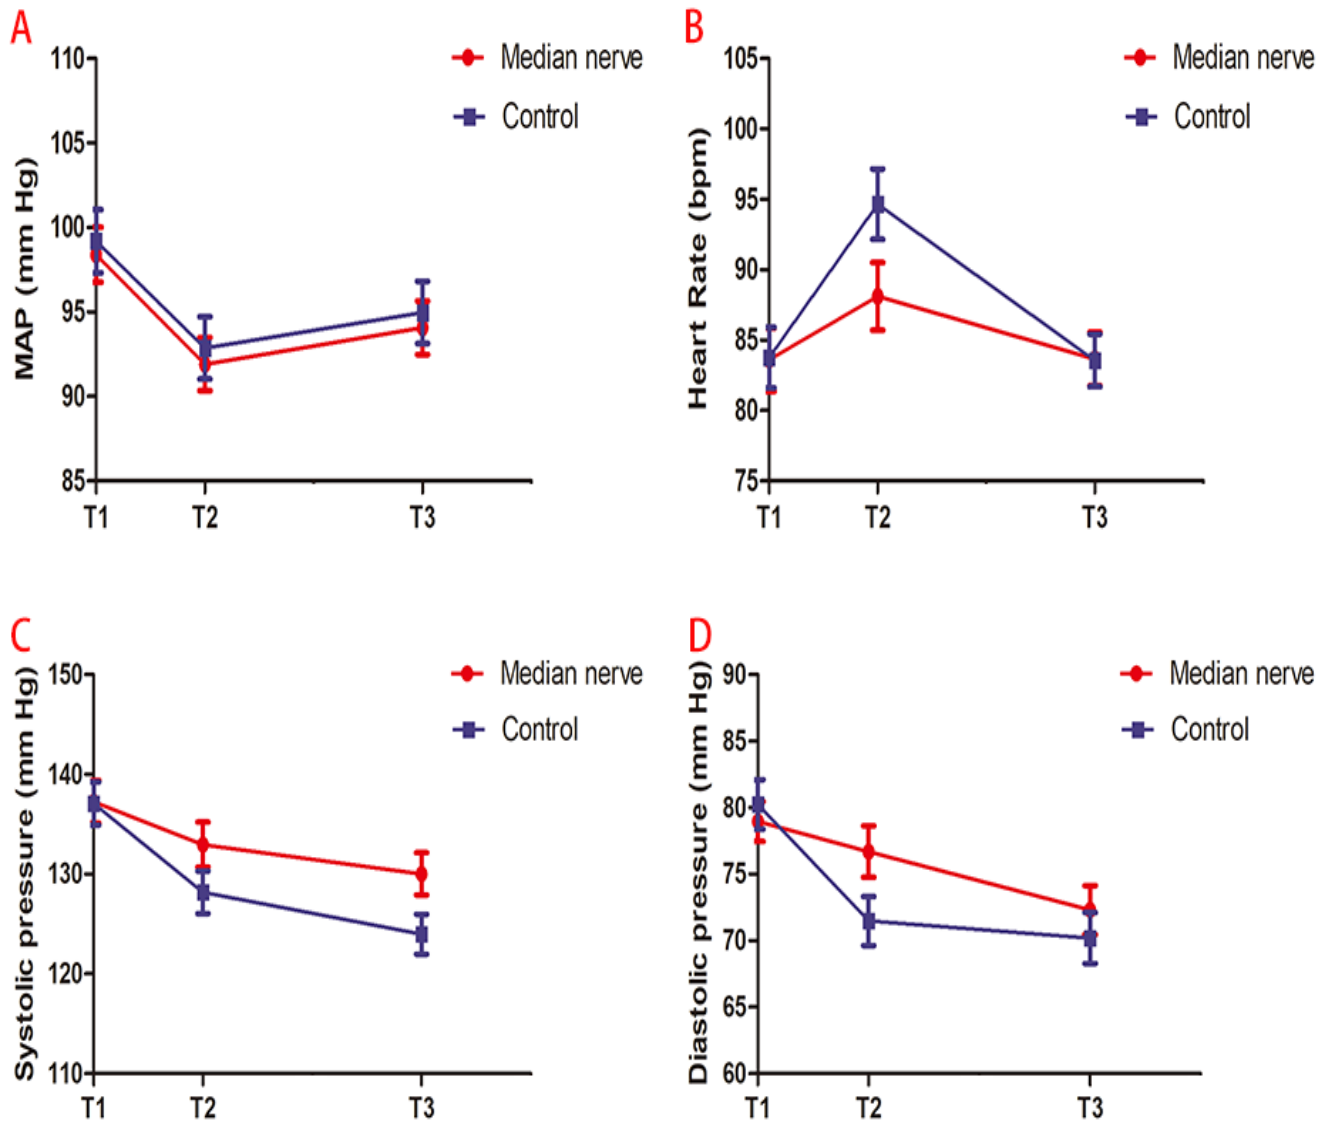 A
MAP (mm Hg)
110
105
100
95
90
85
T1 T2 T3
Median nerve
Control
B
Heart Rate (bpm)
105
100
95
90
85
80
75
T1 T2 T3
Median nerve
Control
C
Systolic pressure (mm Hg)
150
140
130
120
110
T1 T2 T3
Median nerve
Control
D
Diastolic pressure (mm Hg)
90
85
80
75
70
65
60
T1 T2 T3
Median nerve
Control